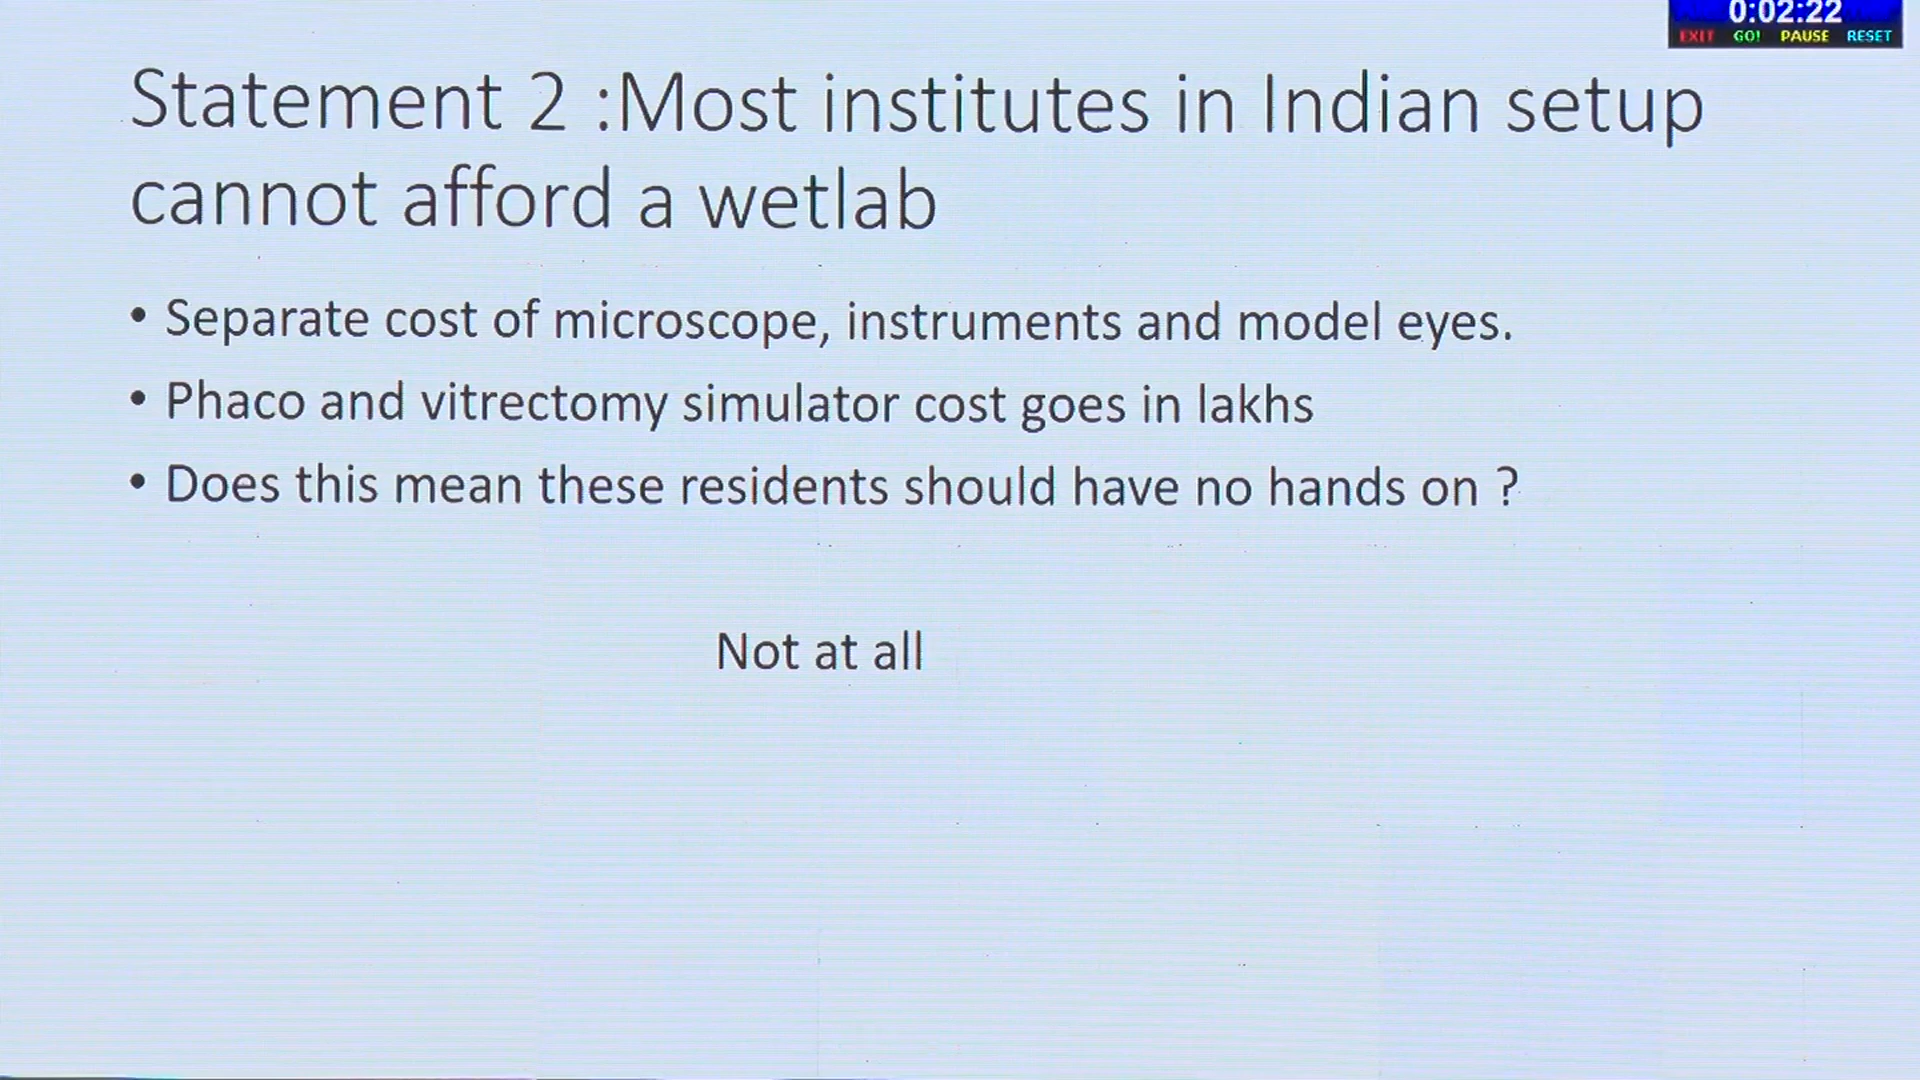 0:02:22
EXIT GO! PAUSE RESET
Statement 2 :Most institutes in Indian setup
cannot afford a wetlab
• Separate cost of microscope, instruments and model eyes.
• Phaco and vitrectomy simulator cost goes in lakhs
• Does this mean these residents should have no hands on ?
Not at all